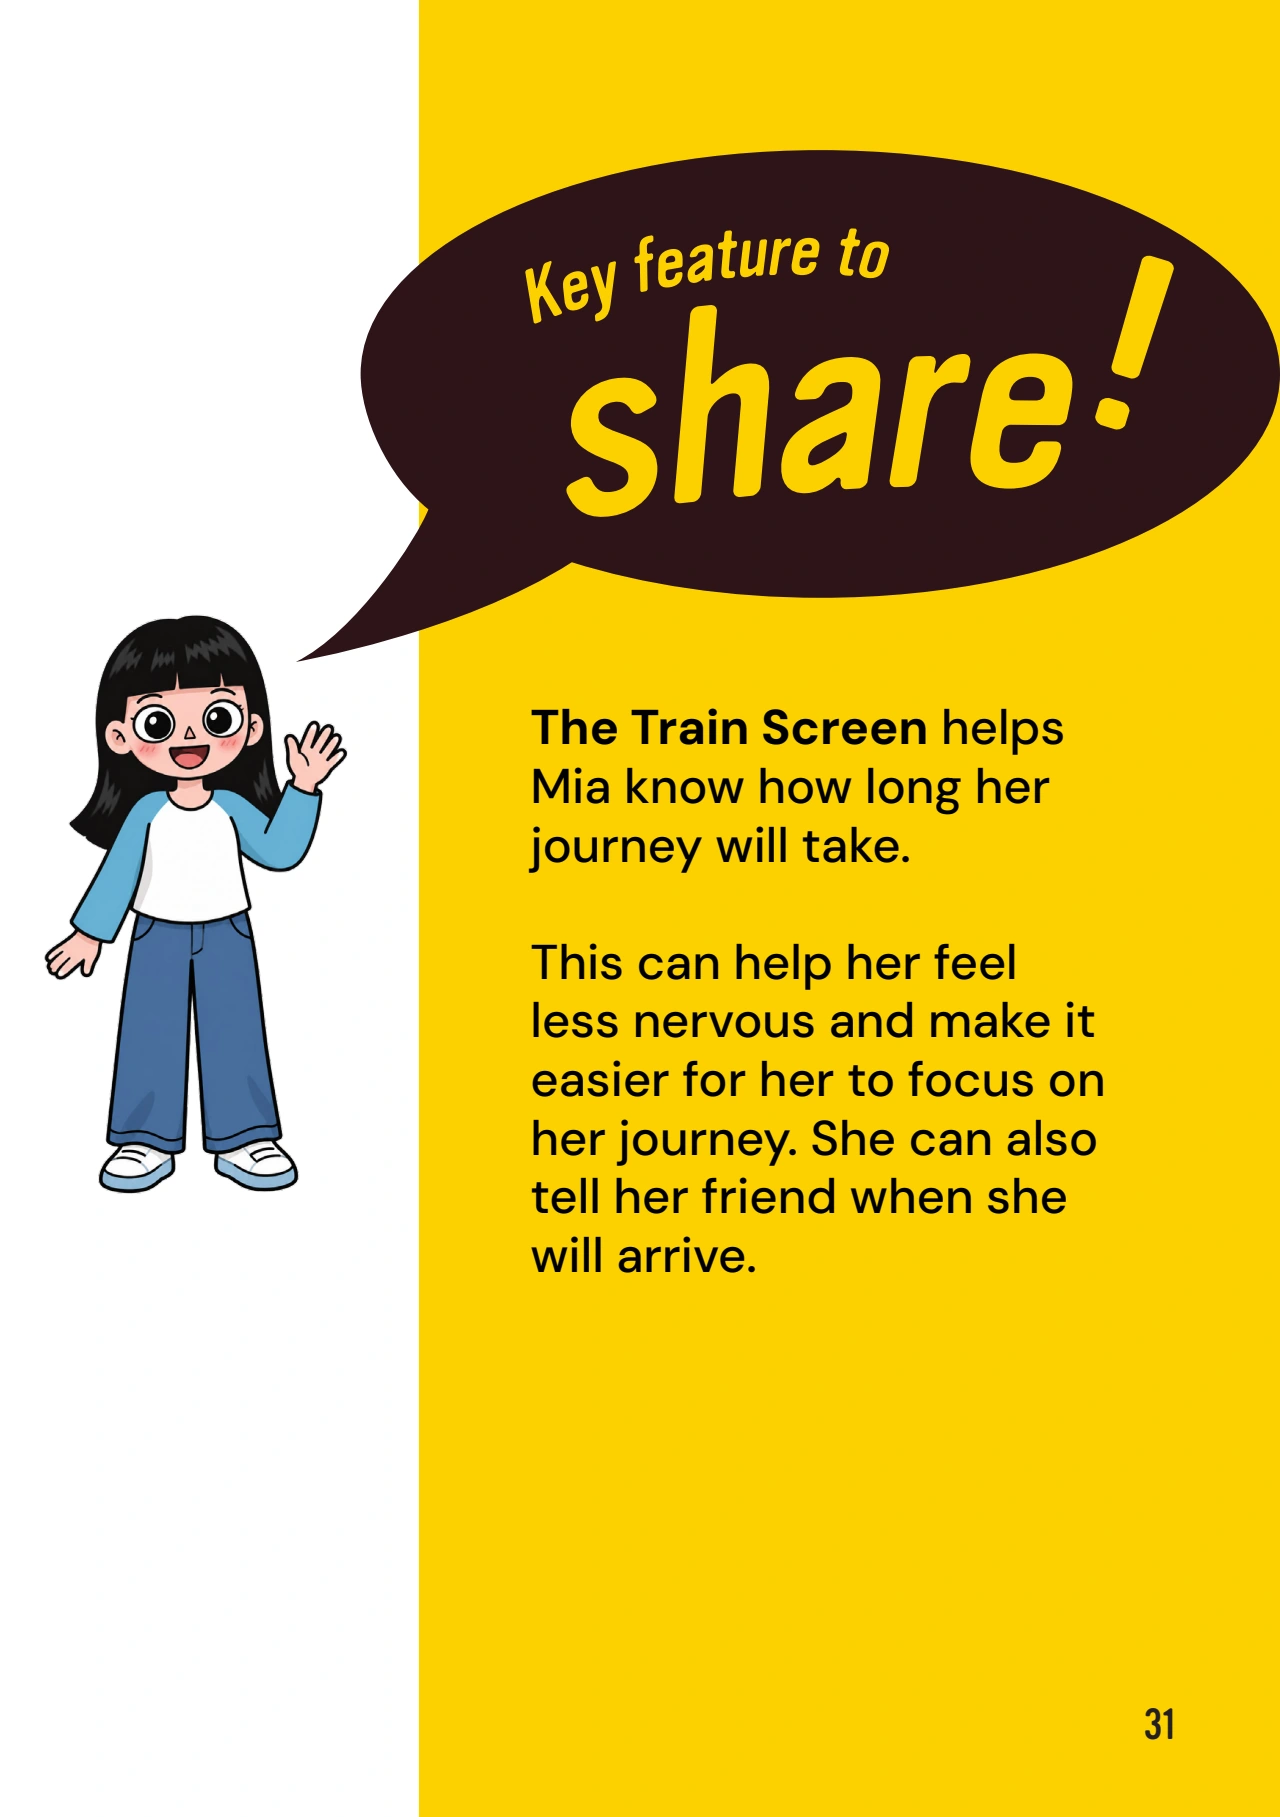 Key feature to
share!
The Train Screen helps
Mia know how long her
journey will take.
This can help her feel
less nervous and make it
easier for her to focus on
her journey. She can also
tell her friend when she
will arrive.
31